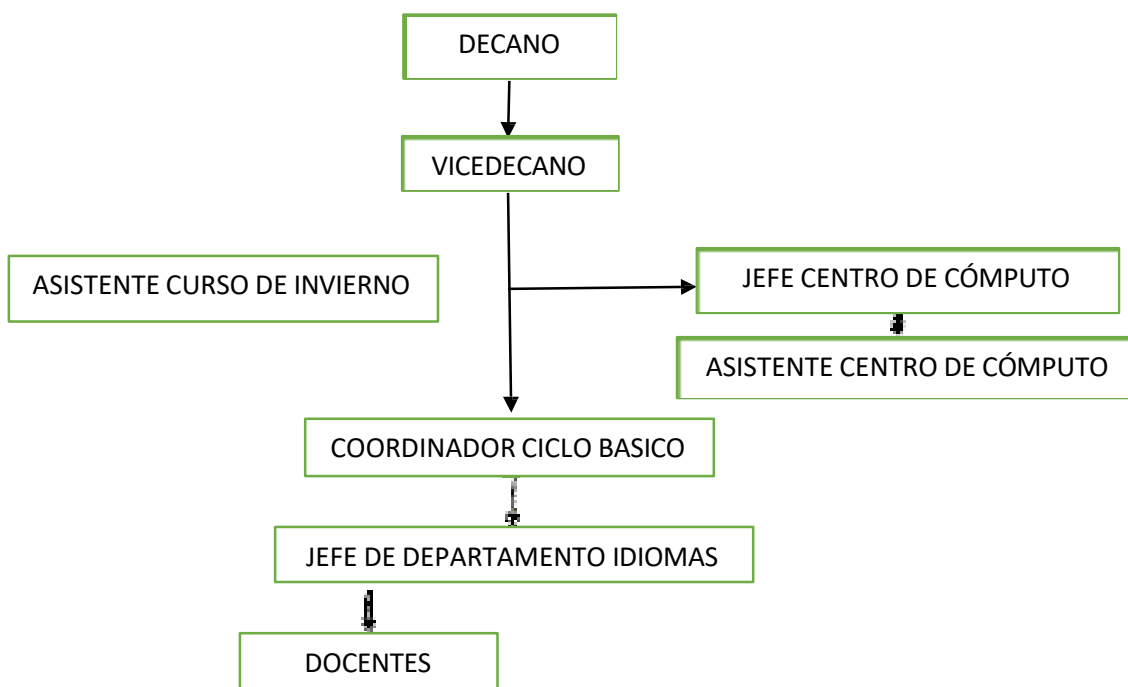 DECANO
VICEDECANO
ASISTENTE CURSO DE INVIERNO
JEFE CENTRO DE CÓMPUTO
ASISTENTE CENTRO DE CÓMPUTO
COORDINADOR CICLO BASICO
JEFE DE DEPARTAMENTO IDIOMAS
DOCENTES